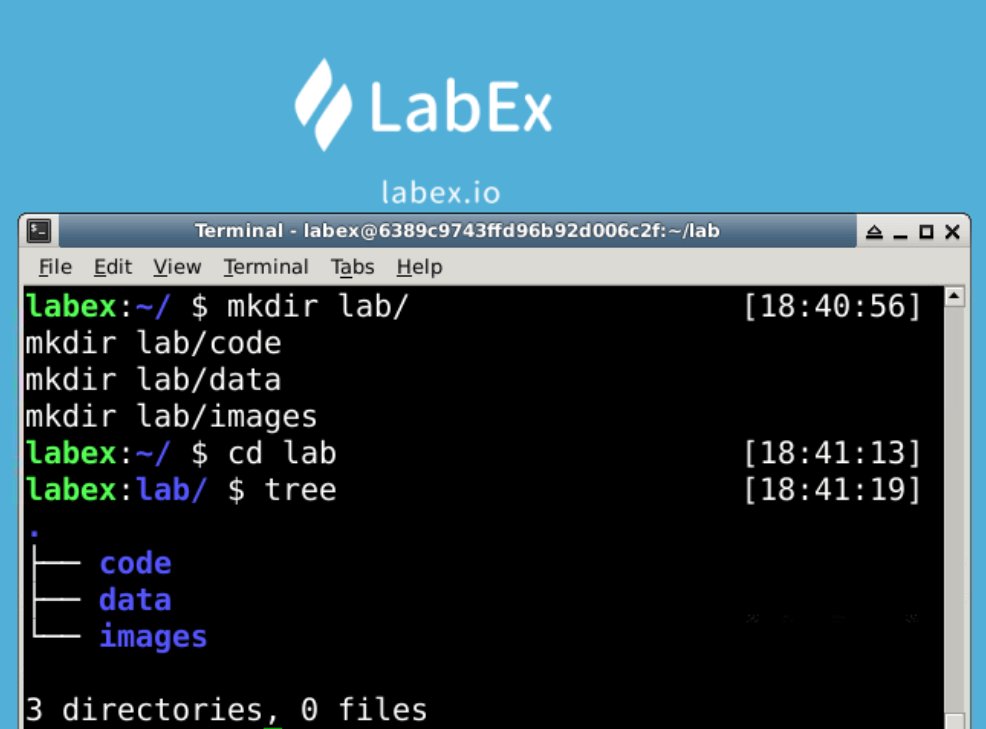 LabEx
labex.io
Terminal - labex@6389c9743ffd96b92d006c2f:~/lab
File Edit View Terminal Tabs Help
labex:~/ $ mkdir lab/ [18:40:56]
mkdir lab/code
mkdir lab/data
mkdir lab/images
labex:~/ $ cd lab [18:41:13]
labex:lab/ $ tree [18:41:19]
.
├── code
├── data
└── images
3 directories, 0 files